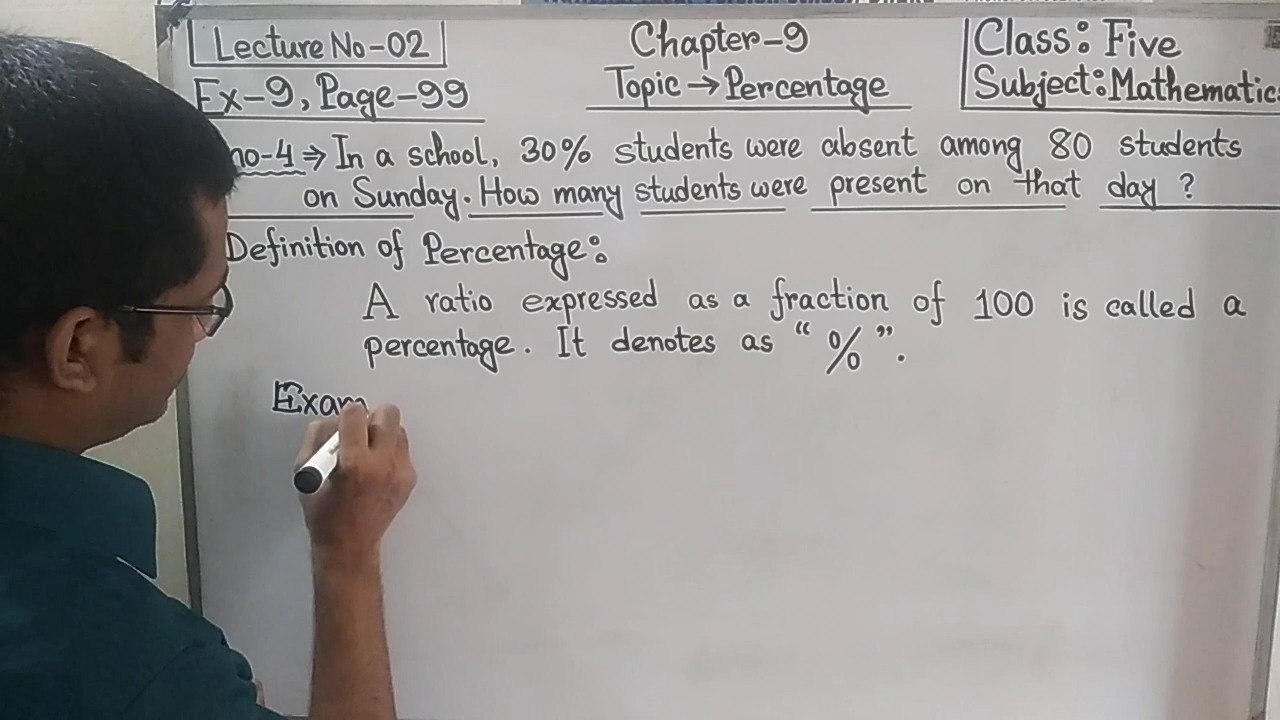 Lecture No-02
Chapter-9
Class: Five
Ex-9, Page-99
Topic → Percentage
Subject: Mathematics
no-4 ⇒ In a school, 30% students were absent among 80 students
on Sunday. How many students were present on that day ?
Definition of Percentage:
A ratio expressed as a fraction of 100 is called a
percentage. It denotes as “%”.
Exam